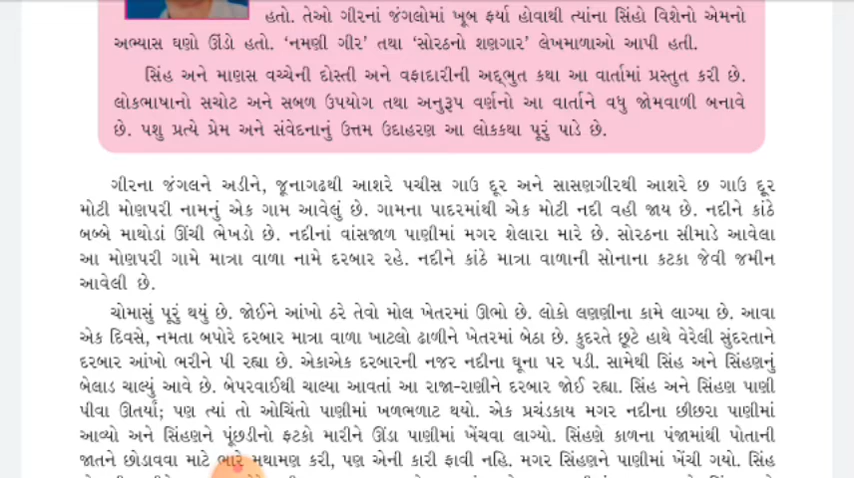 હતો. તેઓ ગીરનાં જંગલોમાં ખૂબ ફર્યા હોવાથી ત્યાંના સિંહો વિશેનો એમનો
અભ્યાસ ઘણો ઊંડો હતો. ‘નમણી ગીર’ તથા ‘સોરઠનો શણગાર’ લેખમાળાઓ આપી હતી.
સિંહ અને માણસ વચ્ચેની દોસ્તી અને વફાદારીની અદ્ભુત કથા આ વાર્તામાં પ્રસ્તુત કરી છે.
લોકભાષાનો સચોટ અને સબળ ઉપયોગ તથા અનુરૂપ વર્ણનો આ વાર્તાને વધુ જોમવાળી બનાવે
છે. પશુ પ્રત્યે પ્રેમ અને સંવેદનાનું ઉત્તમ ઉદાહરણ આ લોકકથા પૂરું પાડે છે.
ગીરના જંગલને અડીને, જૂનાગઢથી આશરે પચીસ ગાઉ દૂર અને સાસણગીરથી આશરે છ ગાઉ દૂર
મોટી મોણપરી નામનું એક ગામ આવેલું છે. ગામના પાદરમાંથી એક મોટી નદી વહી જાય છે. નદીને કાંઠે
બબ્બે માથોડાં ઊંચી ભેખડો છે. નદીનાં વાંસજાળ પાણીમાં મગર શેલારા મારે છે. સોરઠના સીમાડે આવેલા
આ મોણપરી ગામે માત્રા વાળા નામે દરબાર રહે. નદીને કાંઠે માત્રા વાળાની સોનાના કટકા જેવી જમીન
આવેલી છે.
ચોમાસું પૂરું થયું છે. જોઈને આંખો ઠરે તેવો મોલ ખેતરમાં ઊભો છે. લોકો લણણીના કામે લાગ્યા છે. આવા
એક દિવસે, નમતા બપોરે દરબાર માત્રા વાળા ખાટલો ઢાળીને ખેતરમાં બેઠા છે. કુદરતે છૂટે હાથે વેરેલી સુંદરતાને
દરબાર આંખો ભરીને પી રહ્યા છે. એકાએક દરબારની નજર નદીના ઘૂના પર પડી. સામેથી સિંહ અને સિંહણનું
બેલાડ ચાલ્યું આવે છે. બેપરવાઈથી ચાલ્યા આવતાં આ રાજા-રાણીને દરબાર જોઈ રહ્યા. સિંહ અને સિંહણ પાણી
પીવા ઊતર્યાં; પણ ત્યાં તો ઓચિંતો પાણીમાં ખળભળાટ થયો. એક પ્રચંડકાય મગર નદીના છીછરા પાણીમાં
આવ્યો અને સિંહણને પૂંછડીનો ફટકો મારીને ઊંડા પાણીમાં ખેંચવા લાગ્યો. સિંહણે કાળના પંજામાંથી પોતાની
જાતને છોડાવવા માટે ભારે મથામણ કરી, પણ એની કારી ફાવી નહિ. મગર સિંહણને પાણીમાં ખેંચી ગયો. સિંહ